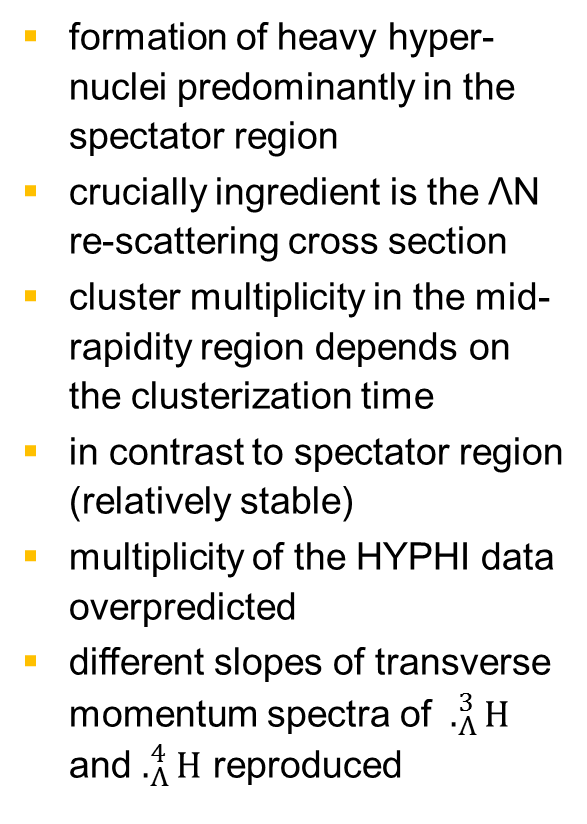 ▪ formation of heavy hyper-
nuclei predominantly in the
spectator region
▪ crucially ingredient is the ΛN
re-scattering cross section
▪ cluster multiplicity in the mid-
rapidity region depends on
the clusterization time
▪ in contrast to spectator region
(relatively stable)
▪ multiplicity of the HYPHI data
overpredicted
▪ different slopes of transverse
momentum spectra of .³_Λ H
and .⁴_Λ H reproduced